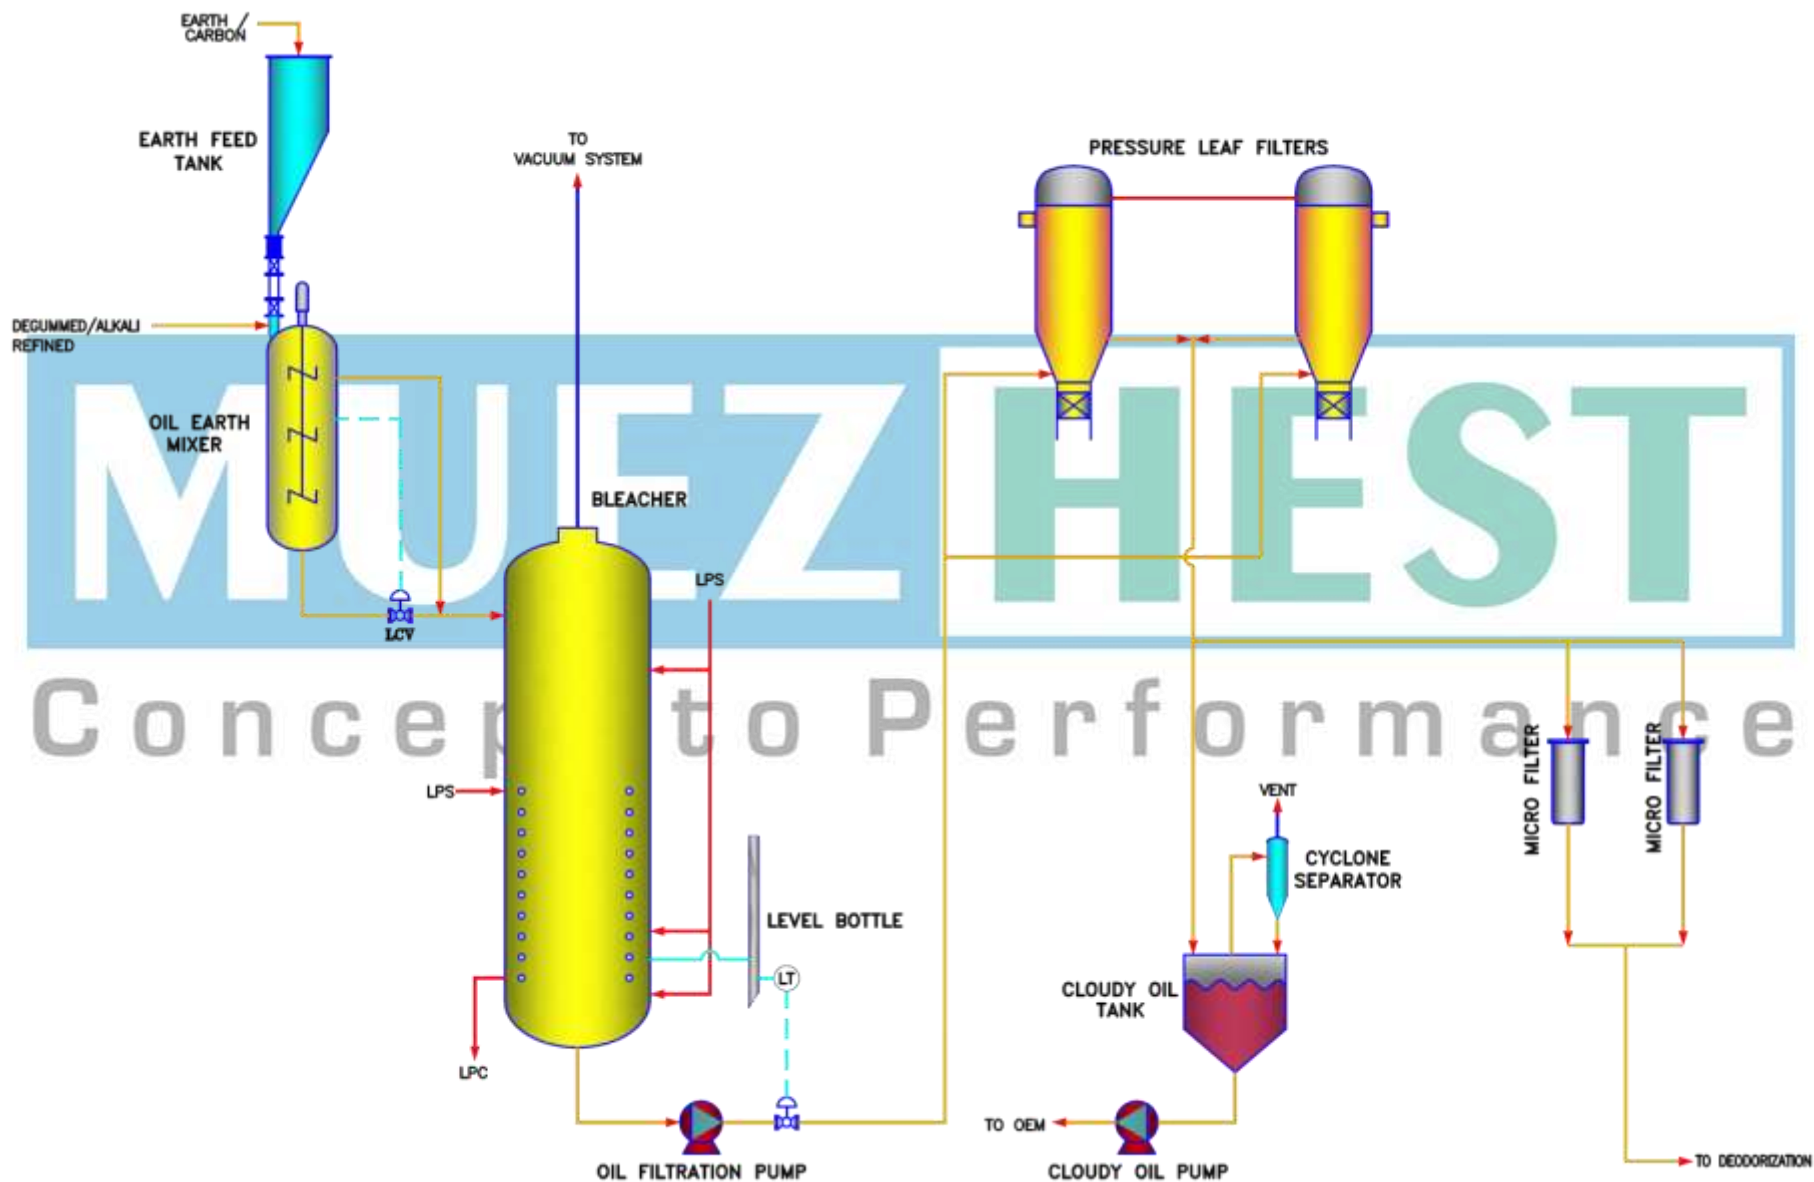 EARTH /
CARBON
EARTH FEED
TANK
TO
VACUUM SYSTEM
PRESSURE LEAF FILTERS
DEGUMMED/ALKALI
REFINED
MUEZ HEST
OIL EARTH
MIXER
BLEACHER
LPS
LCV
Concept to Performance
LPS
MICRO FILTER
MICRO FILTER
VENT
CYCLONE
SEPARATOR
LEVEL BOTTLE
LT
CLOUDY OIL
TANK
LPC
TO OEM
OIL FILTRATION PUMP
CLOUDY OIL PUMP
TO DEODORIZATION